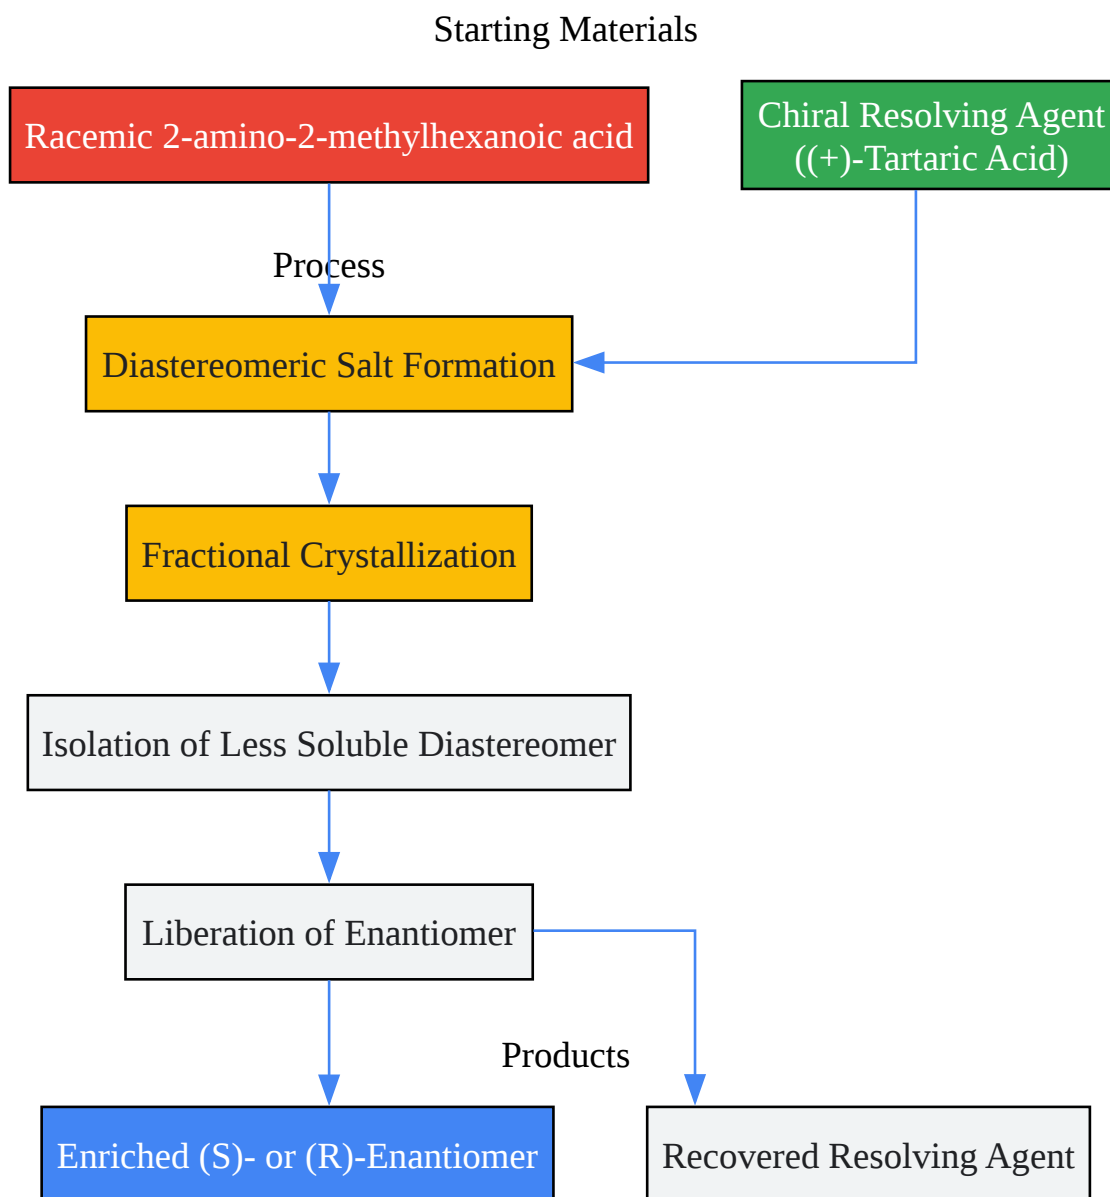 Starting Materials
Racemic 2-amino-2-methylhexanoic acid
Chiral Resolving Agent
((+)-Tartaric Acid)
Process
Diastereomeric Salt Formation
Fractional Crystallization
Isolation of Less Soluble Diastereomer
Liberation of Enantiomer
Products
Enriched (S)- or (R)-Enantiomer
Recovered Resolving Agent